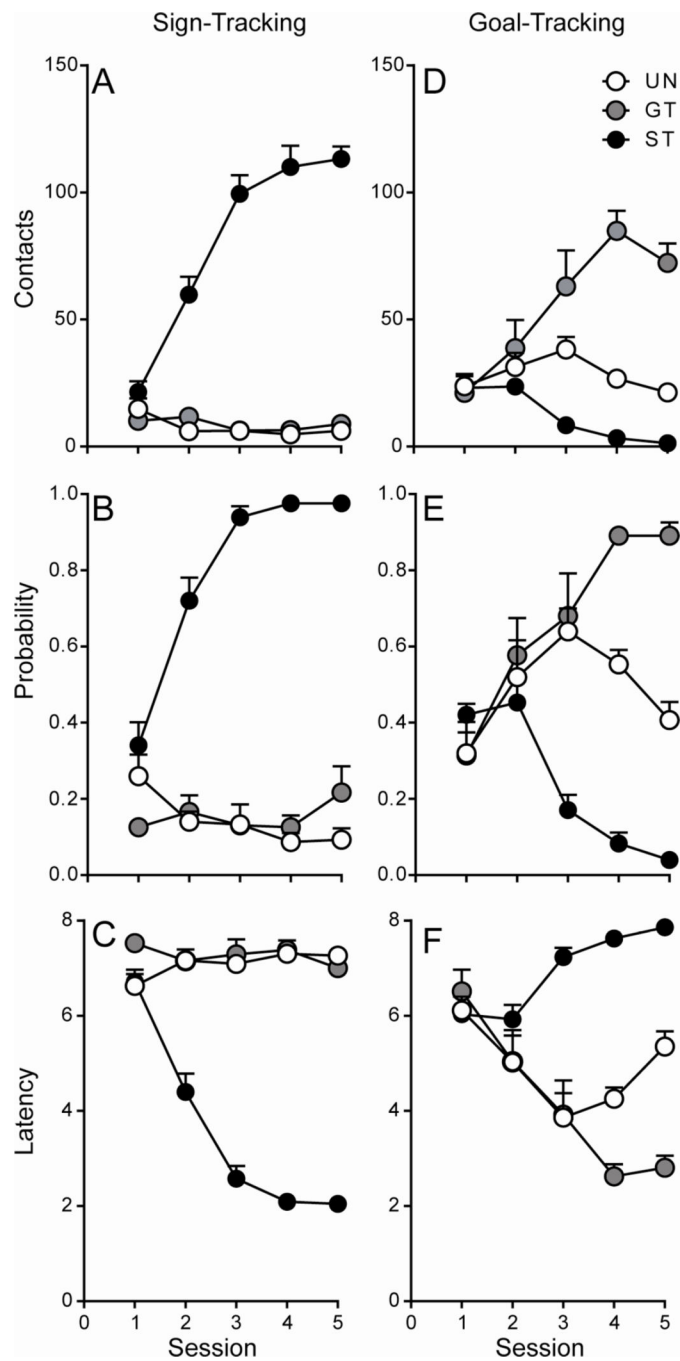 Sign-Tracking
Goal-Tracking
A
150
100
50
0
Contacts
D
150
100
50
0
UN
GT
ST
B
1.0
0.8
0.6
0.4
0.2
0.0
Probability
E
1.0
0.8
0.6
0.4
0.2
0.0
C
8
6
4
2
0
Latency
0 1 2 3 4 5
Session
F
8
6
4
2
0
0 1 2 3 4 5
Session